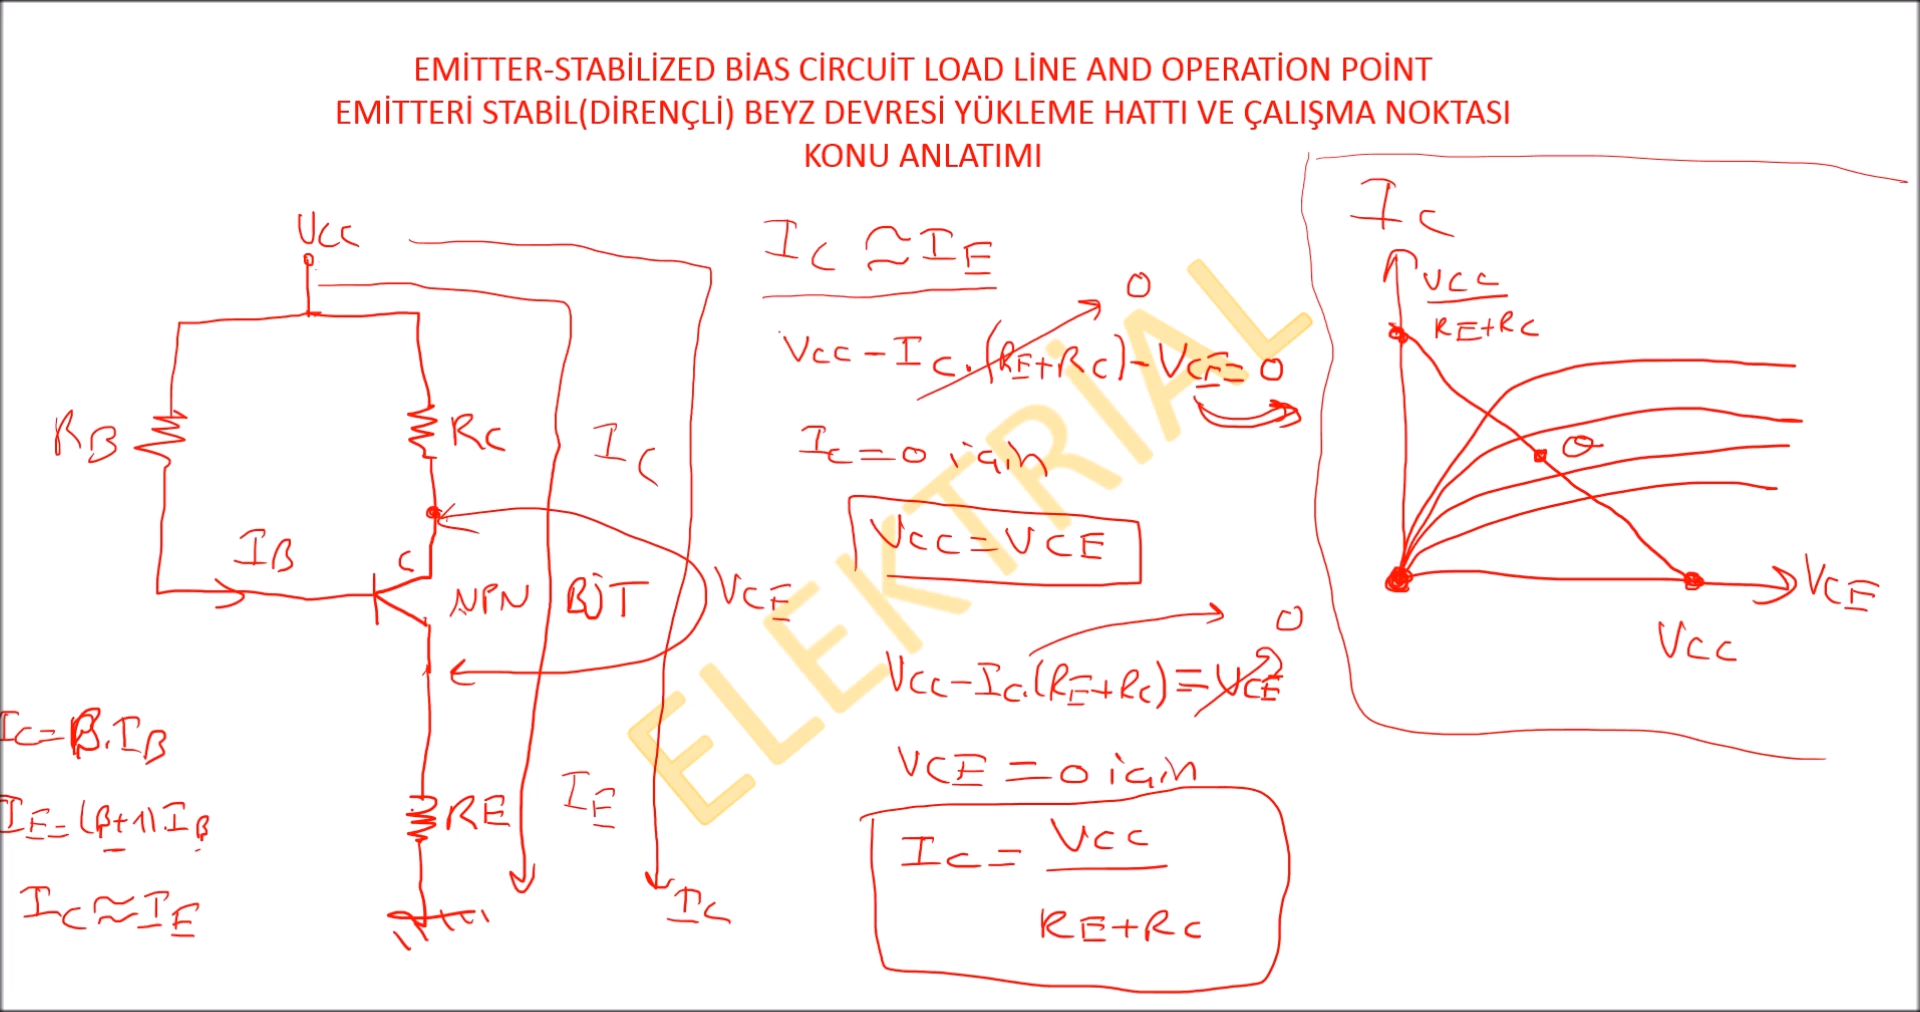 EMİTTER-STABİLİZED BİAS CİRCUİT LOAD LİNE AND OPERATİON POİNT
EMİTTERİ STABİL(DİRENÇLİ) BEYZ DEVRESİ YÜKLEME HATTI VE ÇALIŞMA NOKTASI
KONU ANLATIMI
VCC
RB
RC
IC
IB
C
NPN BJT
VCE
RE
IE
IC
IC=β.IB
IE=(β+1)IB
IC≈IE
IC≅IE
0
VCC-IC.(RE+RC)-VCE=0
IC=0 için
VCC=VCE
0
VCC-IC.(RE+RC)=VCE
VCE=0 için
IC= VCC
RE+RC
IC
VCC
RE+RC
Q
VCE
VCC
ELEKTRİAL